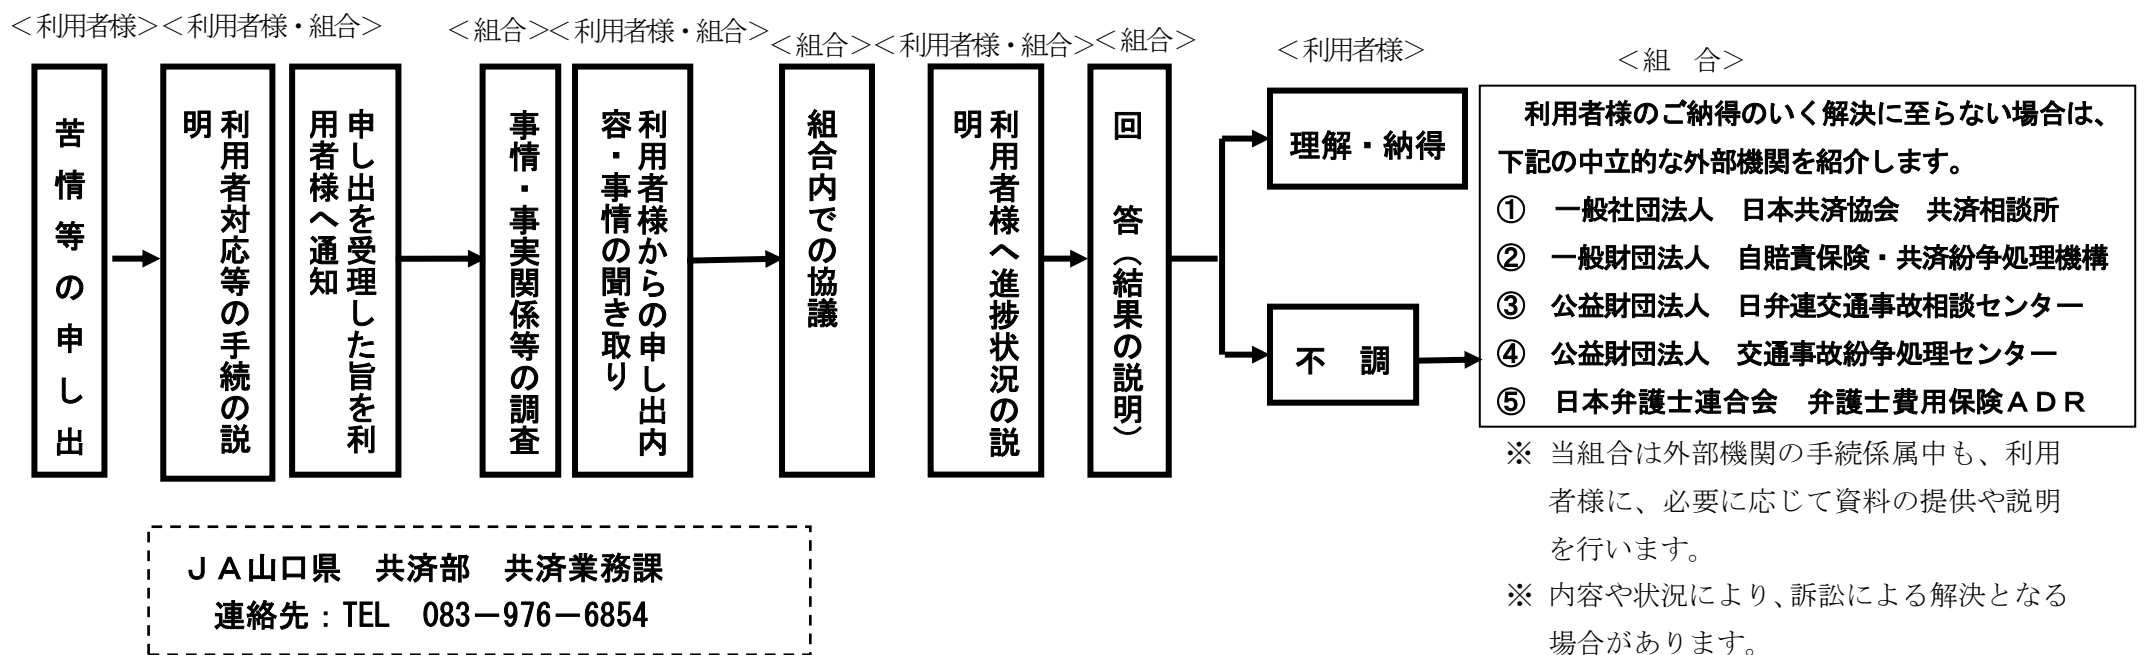 ＜利用者様＞
＜利用者様・組合＞
＜組合＞
＜利用者様・組合＞
＜組合＞
＜利用者様・組合＞
＜組合＞
＜利用者様＞
＜組　合＞
苦情等の申し出
利用者対応等の手続の説
明
申し出を受理した旨を利
用者様へ通知
事情・事実関係等の調査
利用者様からの申し出内
容・事情の聞き取り
組合内での協議
利用者様へ進捗状況の説
明
回　答（結果の説明）
理解・納得
不　調
利用者様のご納得のいく解決に至らない場合は、
下記の中立的な外部機関を紹介します。
①　一般社団法人　日本共済協会　共済相談所
②　一般財団法人　自賠責保険・共済紛争処理機構
③　公益財団法人　日弁連交通事故相談センター
④　公益財団法人　交通事故紛争処理センター
⑤　日本弁護士連合会　弁護士費用保険ＡＤＲ
※ 当組合は外部機関の手続係属中も、利用
者様に、必要に応じて資料の提供や説明
を行います。
※ 内容や状況により、訴訟による解決となる
場合があります。
ＪＡ山口県　共済部　共済業務課
連絡先：TEL　083－976－6854